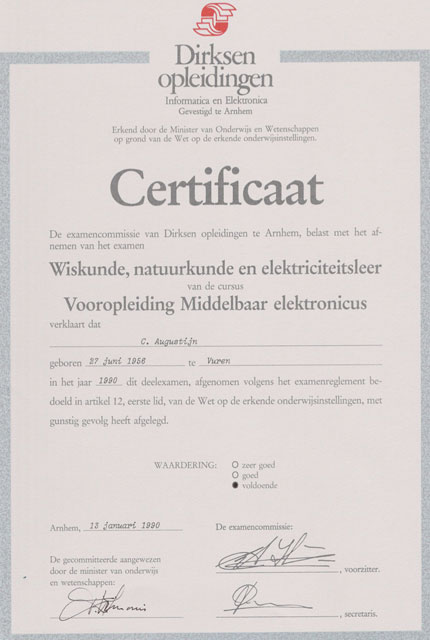 Dirksen
opleidingen
Informatica en Elektronica
Gevestigd te Arnhem
Erkend door de Minister van Onderwijs en Wetenschappen
op grond van de Wet op de erkende onderwijsinstellingen.
Certificaat
De examencommissie van Dirksen opleidingen te Arnhem, belast met het af-
nemen van het examen
Wiskunde, natuurkunde en elektriciteitsleer
van de cursus
Vooropleiding Middelbaar elektronicus
verklaart dat
C. Augustijn
geboren 27 juni 1956 te Vuren
in het jaar 1990 dit deelexamen, afgenomen volgens het examenreglement be-
doeld in artikel 12, eerste lid, van de Wet op de erkende onderwijsinstellingen, met
gunstig gevolg heeft afgelegd.
WAARDERING: zeer goed
goed
voldoende
Arnhem, 13 januari 1990 De examencommissie:
De gecommitteerde aangewezen
door de minister van onderwijs , voorzitter.
en wetenschappen:
, secretaris.